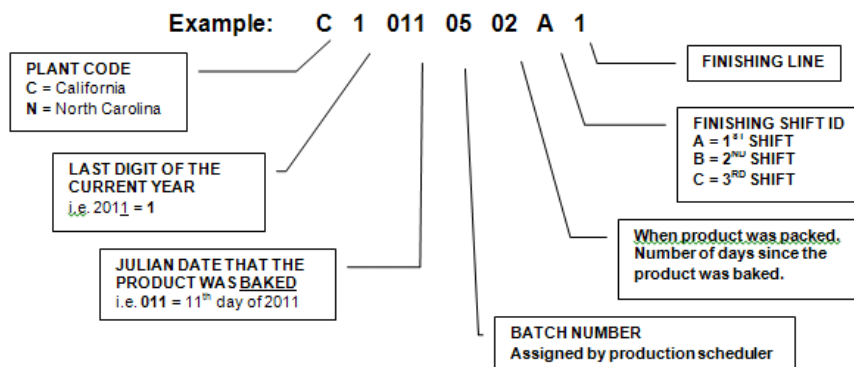 Example: C 1 011 05 02 A 1
PLANT CODE
C = California
N = North Carolina
FINISHING LINE
FINISHING SHIFT ID
A = 1ST SHIFT
B = 2ND SHIFT
C = 3RD SHIFT
LAST DIGIT OF THE
CURRENT YEAR
i.e. 2011 = 1
When product was packed.
Number of days since the
product was baked.
JULIAN DATE THAT THE
PRODUCT WAS BAKED
i.e. 011 = 11th day of 2011
BATCH NUMBER
Assigned by production scheduler